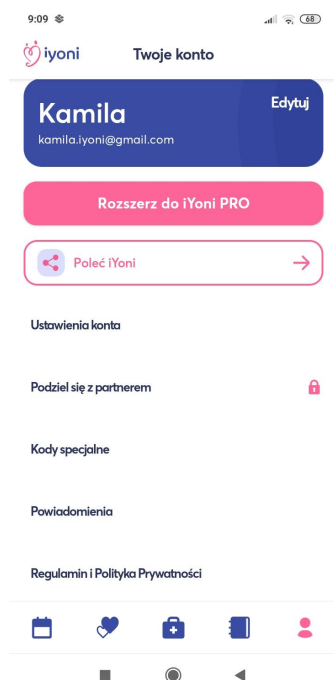 9:09
68
iyoni
Twoje konto
Kamila
Edytuj
kamila.iyoni@gmail.com
Rozszerz do iYoni PRO
Poleć iYoni
Ustawienia konta
Podziel się z partnerem
Kody specjalne
Powiadomienia
Regulamin i Polityka Prywatności